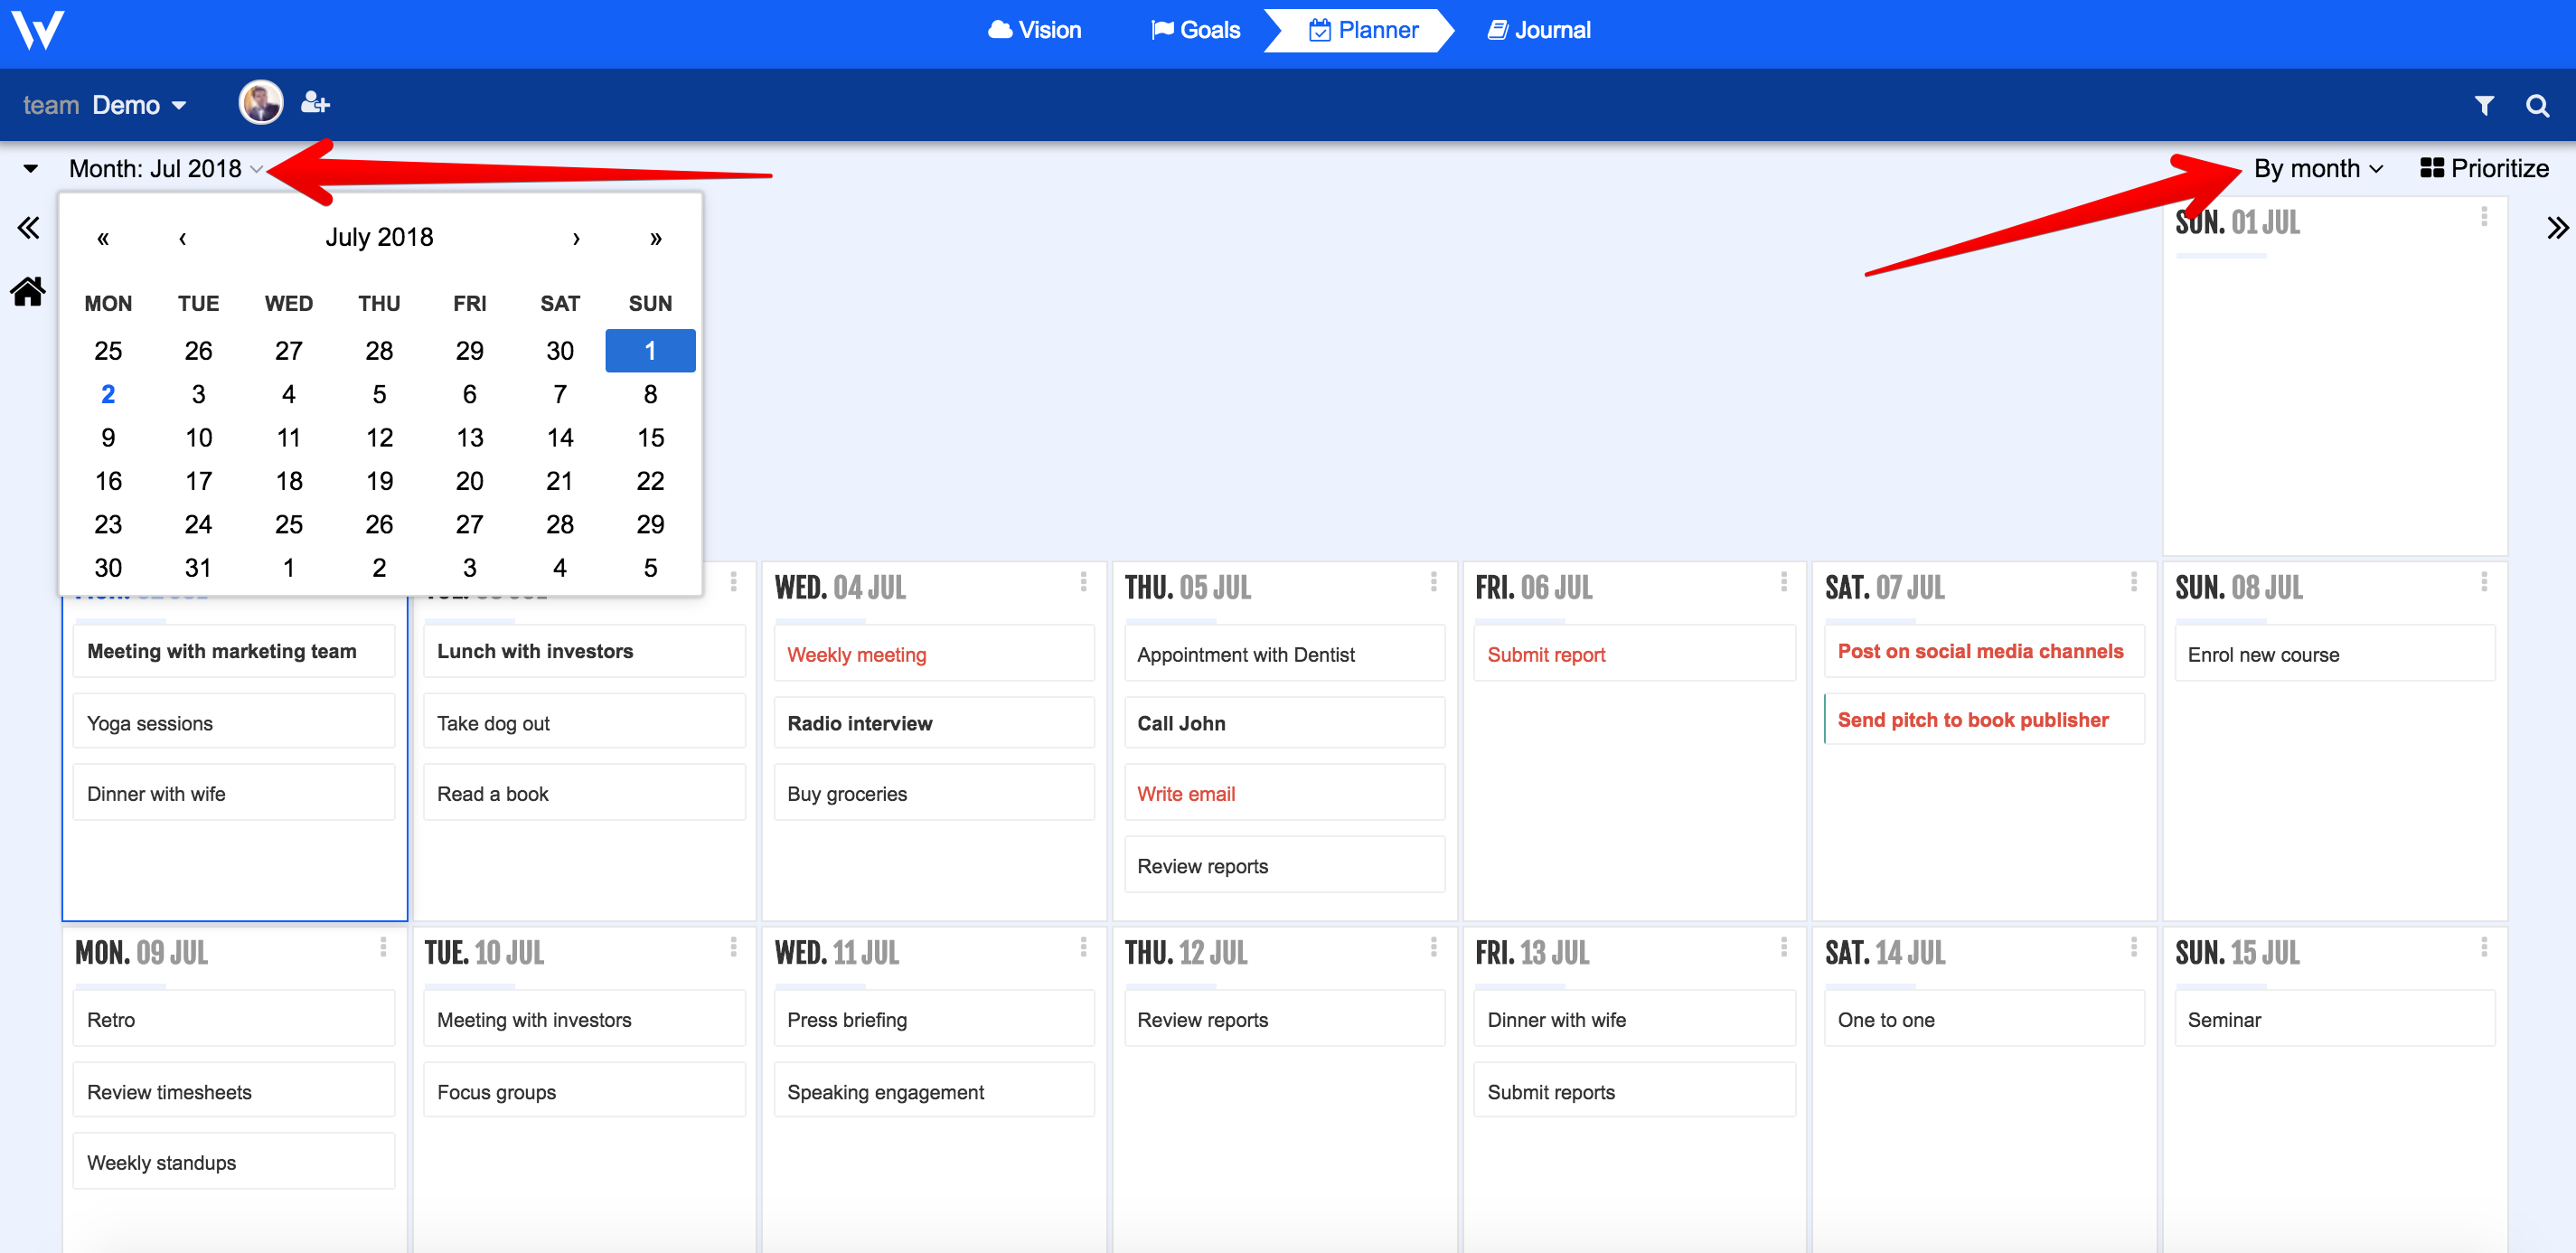 Vision Goals Planner Journal
team Demo
Month: Jul 2018 By month Prioritize
« ‹ July 2018 › »
MON TUE WED THU FRI SAT SUN
25 26 27 28 29 30 1
2 3 4 5 6 7 8
9 10 11 12 13 14 15
16 17 18 19 20 21 22
23 24 25 26 27 28 29
30 31 1 2 3 4 5
SUN. 01 JUL
Meeting with marketing team
Yoga sessions
Dinner with wife
Lunch with investors
Take dog out
Read a book
WED. 04 JUL
Weekly meeting
Radio interview
Buy groceries
THU. 05 JUL
Appointment with Dentist
Call John
Write email
Review reports
FRI. 06 JUL
Submit report
SAT. 07 JUL
Post on social media channels
Send pitch to book publisher
SUN. 08 JUL
Enrol new course
MON. 09 JUL
Retro
Review timesheets
Weekly standups
TUE. 10 JUL
Meeting with investors
Focus groups
WED. 11 JUL
Press briefing
Speaking engagement
THU. 12 JUL
Review reports
FRI. 13 JUL
Dinner with wife
Submit reports
SAT. 14 JUL
One to one
SUN. 15 JUL
Seminar